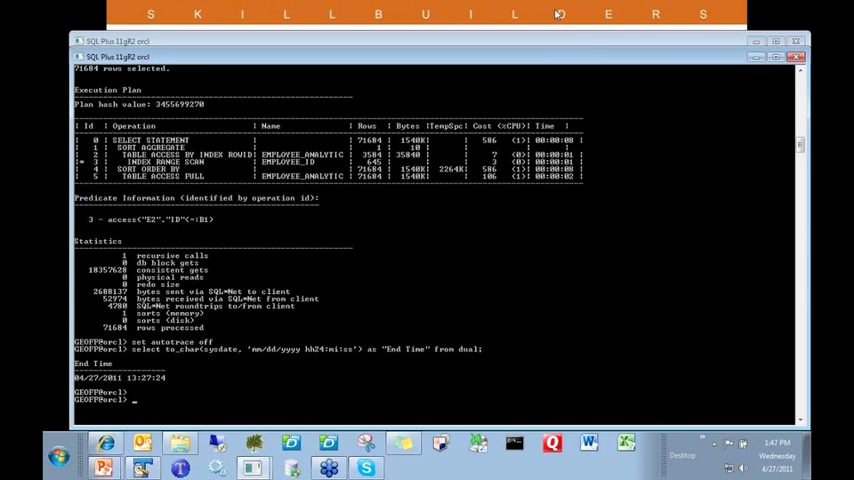 SKILLBUILDERS
SQL Plus 11gR2 orcl
SQL Plus 11gR2 orcl
71684 rows selected.
Execution Plan
Plan hash value: 3455699270
| Id | Operation | Name | Rows | Bytes |TempSpc| Cost (%CPU)| Time |
| 0 | SELECT STATEMENT | | 71684 | 1540K| | 586 (1)| 00:00:08 |
| 1 | SORT AGGREGATE | | 1 | 10 | | | |
| 2 | TABLE ACCESS BY INDEX ROWID| EMPLOYEE_ANALYTIC | 3584 | 35840 | | 7 (0)| 00:00:01 |
|* 3 | INDEX RANGE SCAN | EMPLOYEE_ID | 645 | | | 3 (0)| 00:00:01 |
| 4 | SORT ORDER BY | | 71684 | 1540K| 2264K| 586 (1)| 00:00:08 |
| 5 | TABLE ACCESS FULL | EMPLOYEE_ANALYTIC | 71684 | 1540K| | 106 (1)| 00:00:02 |
Predicate Information (identified by operation id):
3 - access("E2"."ID"<=:B1)
Statistics
1 recursive calls
0 db block gets
18357628 consistent gets
0 physical reads
0 redo size
2688137 bytes sent via SQL*Net to client
52974 bytes received via SQL*Net from client
4780 SQL*Net roundtrips to/from client
1 sorts (memory)
0 sorts (disk)
71684 rows processed
GEOFF@orcl> set autotrace off
GEOFF@orcl> select to_char(sysdate, 'mm/dd/yyyy hh24:mi:ss') as "End Time" from dual;
End Time
04/27/2011 13:27:24
GEOFF@orcl>
GEOFF@orcl> _
1:47 PM
Desktop
Wednesday
4/27/2011